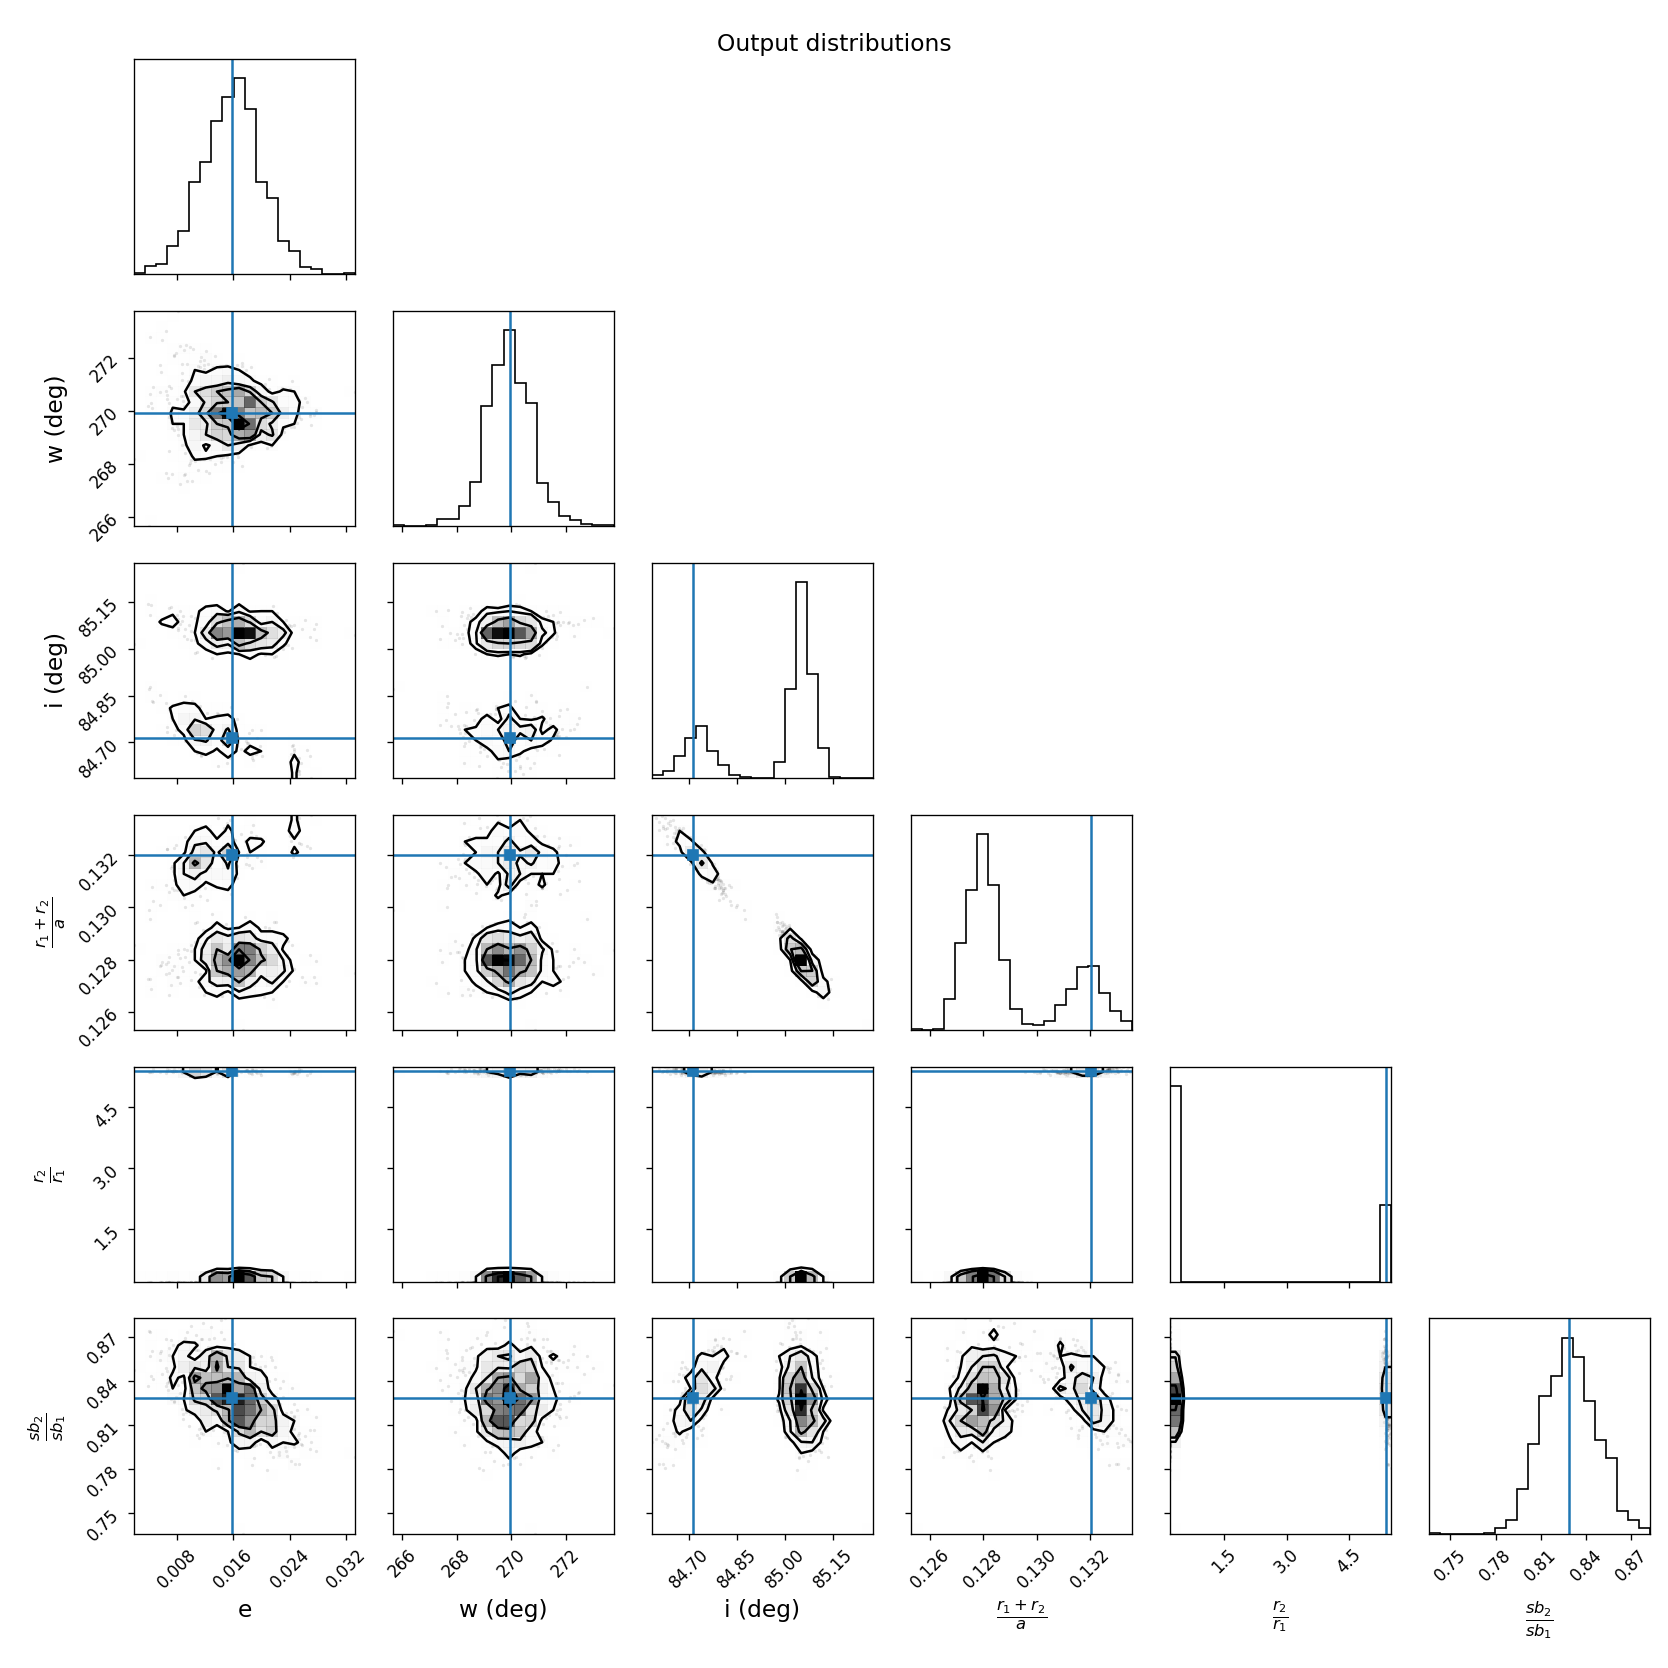 Output distributions
w (deg)
272
270
268
266
i (deg)
85.15
85.00
84.85
84.70
r₁ + r₂
a
0.132
0.130
0.128
0.126
r₂
r₁
4.5
3.0
1.5
sb₂
sb₁
0.87
0.84
0.81
0.78
0.75
0.008 0.016 0.024 0.032 266 268 270 272 84.70 84.85 85.00 85.15 0.126 0.128 0.130 0.132 1.5 3.0 4.5 0.75 0.78 0.81 0.84 0.87
e w (deg) i (deg)
r₁ + r₂ r₂ sb₂
a r₁ sb₁